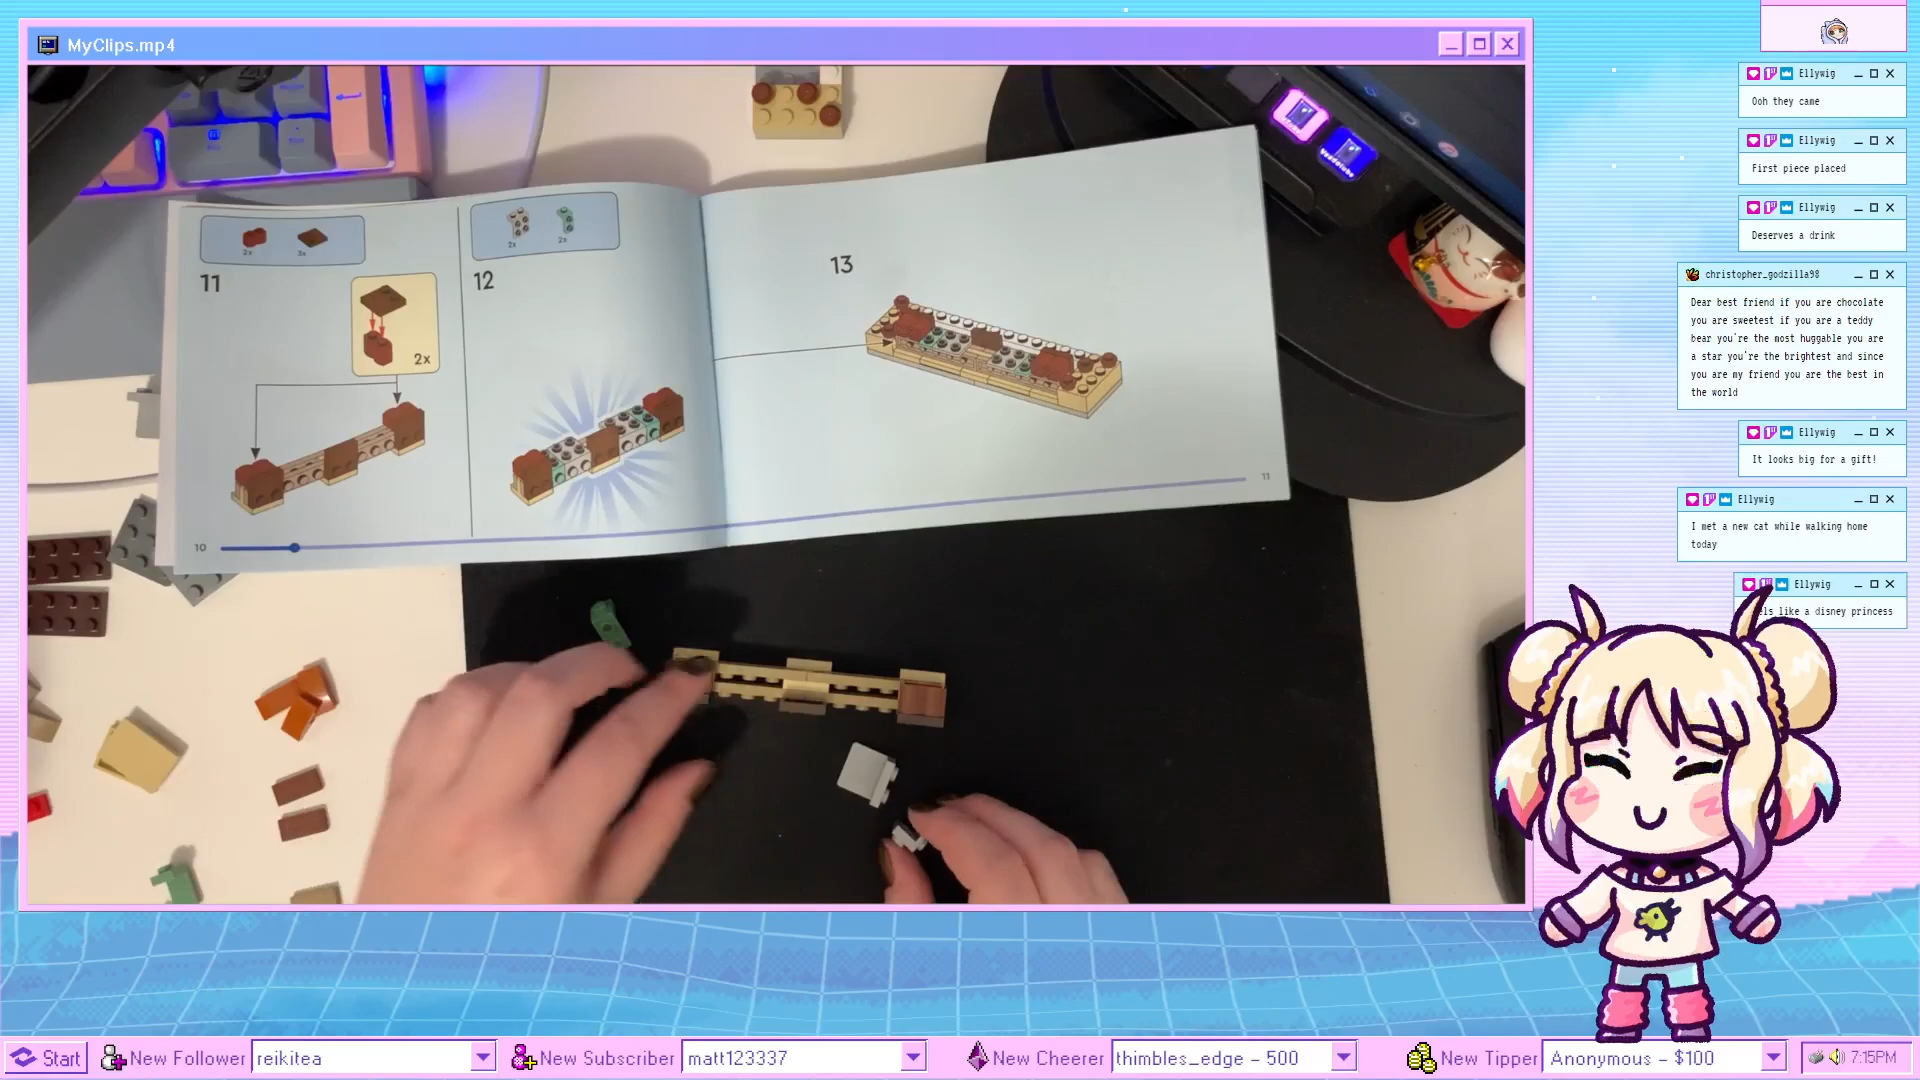 MyClips.mp4
2x
3x
11
2x
2x
2x
12
13
10
11
Ellywig
Ooh they came
Ellywig
First piece placed
Ellywig
Deserves a drink
christopher_godzilla98
Dear best friend if you are chocolate
you are sweetest if you are a teddy
bear you're the most huggable you are
a star you're the brightest and since
you are my friend you are the best in
the world
Ellywig
It looks big for a gift!
Ellywig
I met a new cat while walking home
today
Ellywig
like a disney princess
Start
New Follower
reikitea
New Subscriber
matt123337
New Cheerer
thimbles_edge - 500
New Tipper
Anonymous - $100
7:15PM